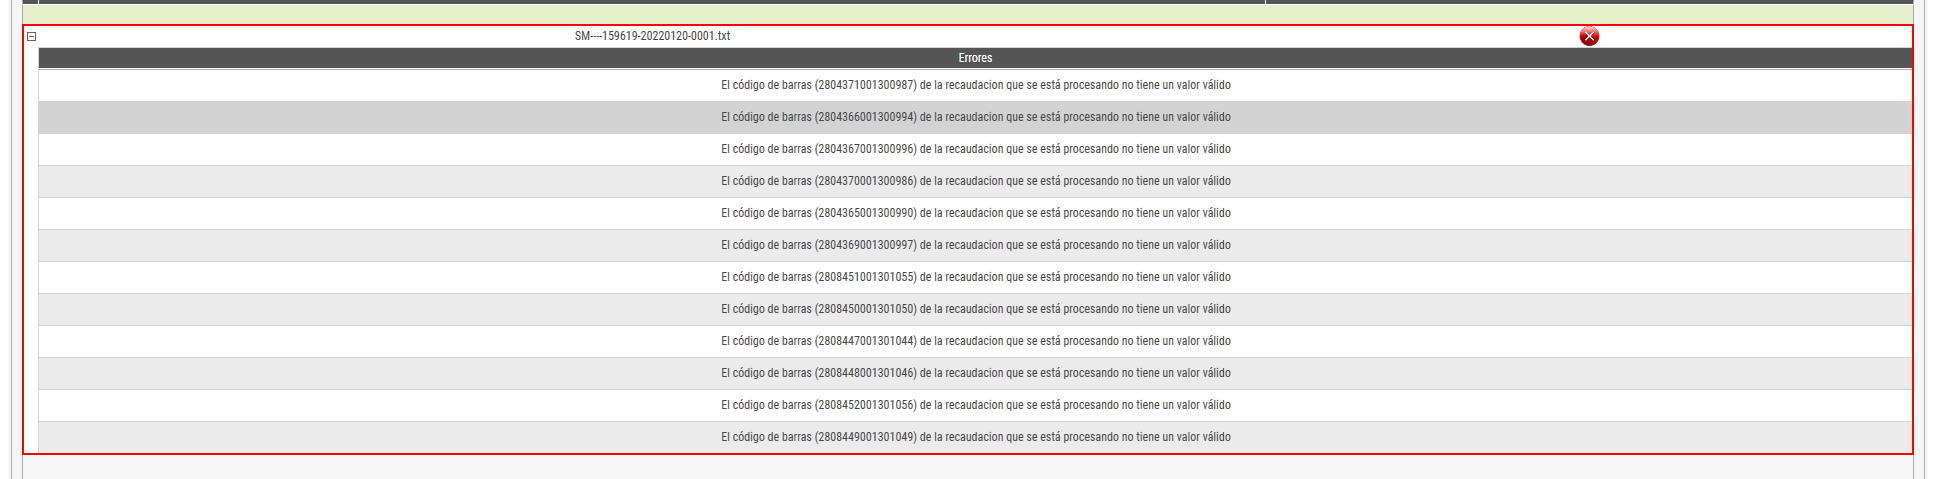 SM----159619-20220120-0001.txt
Errores
El código de barras (2804371001300987) de la recaudacion que se está procesando no tiene un valor válido
El código de barras (2804366001300994) de la recaudacion que se está procesando no tiene un valor válido
El código de barras (2804367001300996) de la recaudacion que se está procesando no tiene un valor válido
El código de barras (2804370001300986) de la recaudacion que se está procesando no tiene un valor válido
El código de barras (2804365001300990) de la recaudacion que se está procesando no tiene un valor válido
El código de barras (2804369001300997) de la recaudacion que se está procesando no tiene un valor válido
El código de barras (2808451001301055) de la recaudacion que se está procesando no tiene un valor válido
El código de barras (2808450001301050) de la recaudacion que se está procesando no tiene un valor válido
El código de barras (2808447001301044) de la recaudacion que se está procesando no tiene un valor válido
El código de barras (2808448001301046) de la recaudacion que se está procesando no tiene un valor válido
El código de barras (2808452001301056) de la recaudacion que se está procesando no tiene un valor válido
El código de barras (2808449001301049) de la recaudacion que se está procesando no tiene un valor válido